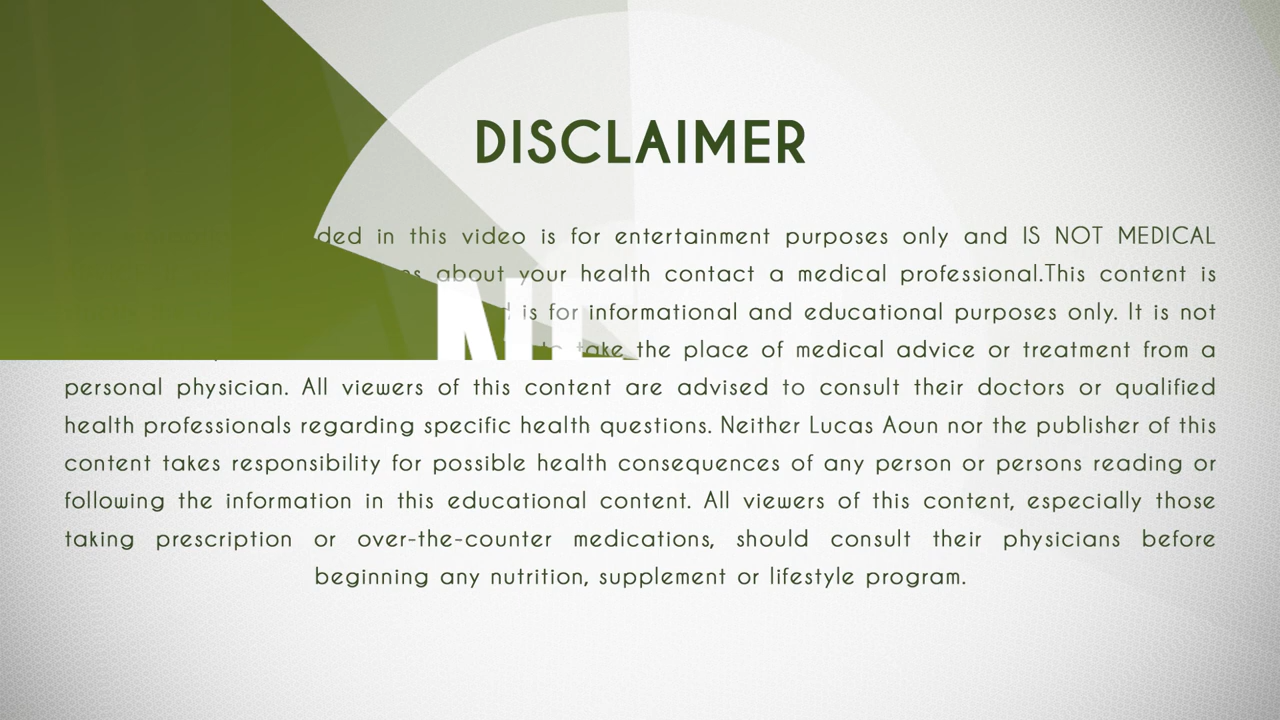 DISCLAIMER
in this video is for entertainment purposes only and IS NOT MEDICAL
about your health contact a medical professional.This content is
is for informational and educational purposes only. It is not
take the place of medical advice or treatment from a
personal physician. All viewers of this content are advised to consult their doctors or qualified
health professionals regarding specific health questions. Neither Lucas Aoun nor the publisher of this
content takes responsibility for possible health consequences of any person or persons reading or
following the information in this educational content. All viewers of this content, especially those
taking prescription or over-the-counter medications, should consult their physicians before
beginning any nutrition, supplement or lifestyle program.